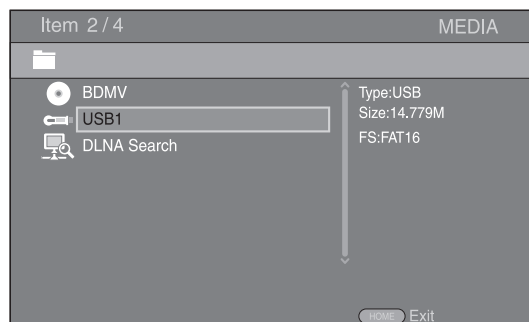 Item 2/4
MEDIA
BDMV
USB1
DLNA Search
Type:USB
Size:14.779M
FS:FAT16
HOME Exit